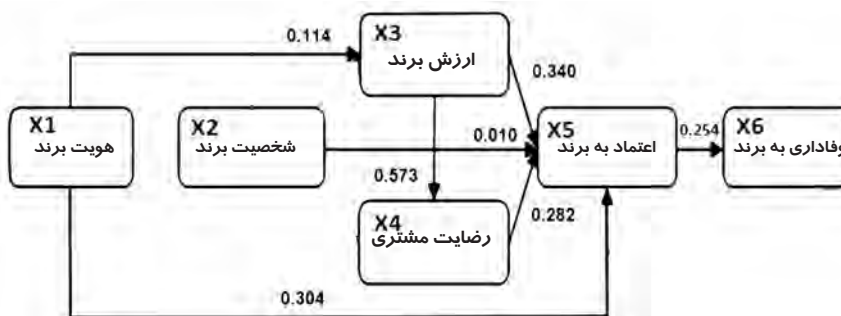 X3
ارزش برند
0.114
0.340
X1
هویت برند
X2
شخصیت برند
0.010
X5
اعتماد به برند
0.254
X6
وفاداری به برند
0.573
X4
رضایت مشتری
0.282
0.304